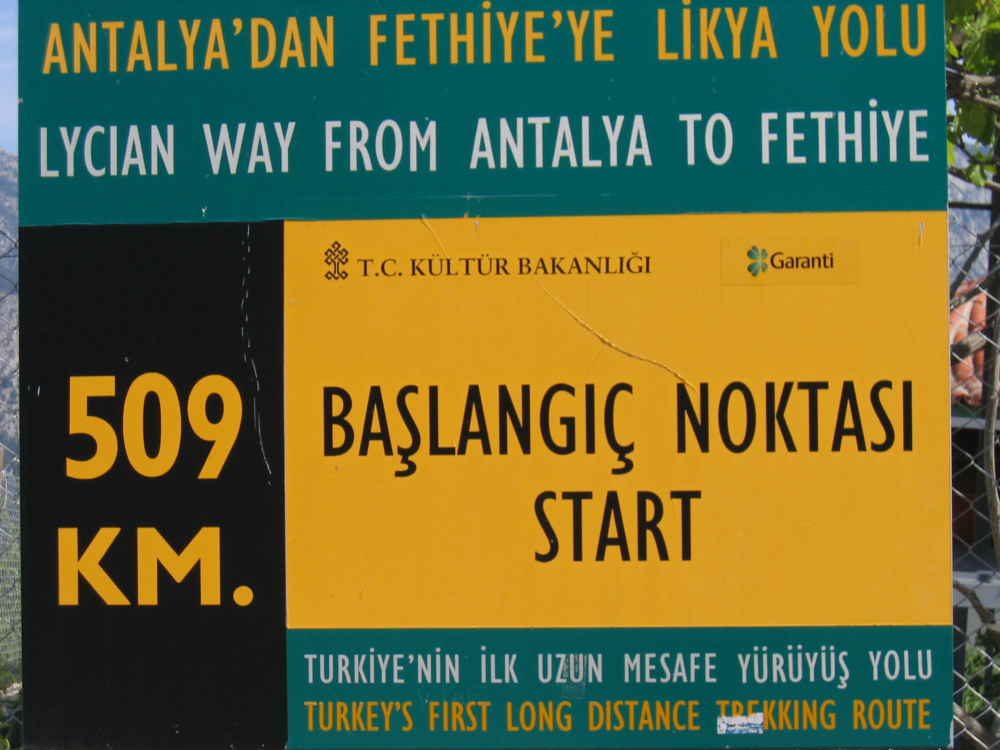 ANTALYA'DAN FETHİYE'YE LİKYA YOLU
LYCIAN WAY FROM ANTALYA TO FETHİYE
T.C. KÜLTÜR BAKANLIĞI
Garanti
509
KM.
BAŞLANGIÇ NOKTASI
START
TURKİYE'NİN İLK UZUN MESAFE YÜRÜYÜŞ YOLU
TURKEY'S FIRST LONG DISTANCE TREKKING ROUTE